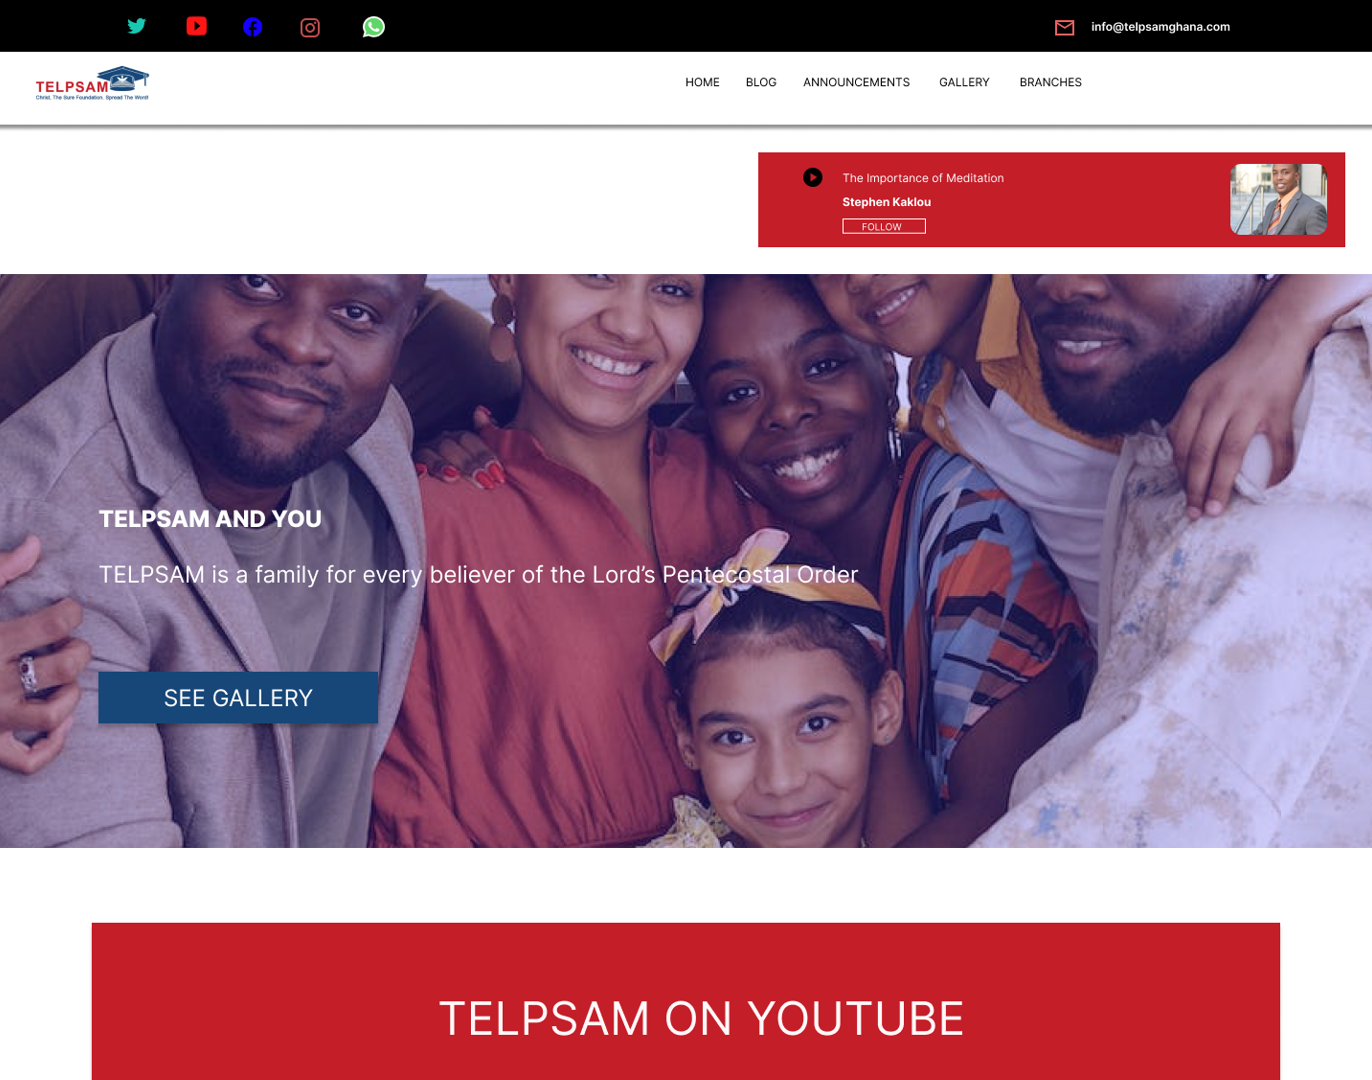 info@telpsamghana.com
TELPSAM
Christ, The Sure Foundation. Spread The Word!
HOME BLOG ANNOUNCEMENTS GALLERY BRANCHES
The Importance of Meditation
Stephen Kaklou
FOLLOW
TELPSAM AND YOU
TELPSAM is a family for every believer of the Lord’s Pentecostal Order
SEE GALLERY
TELPSAM ON YOUTUBE